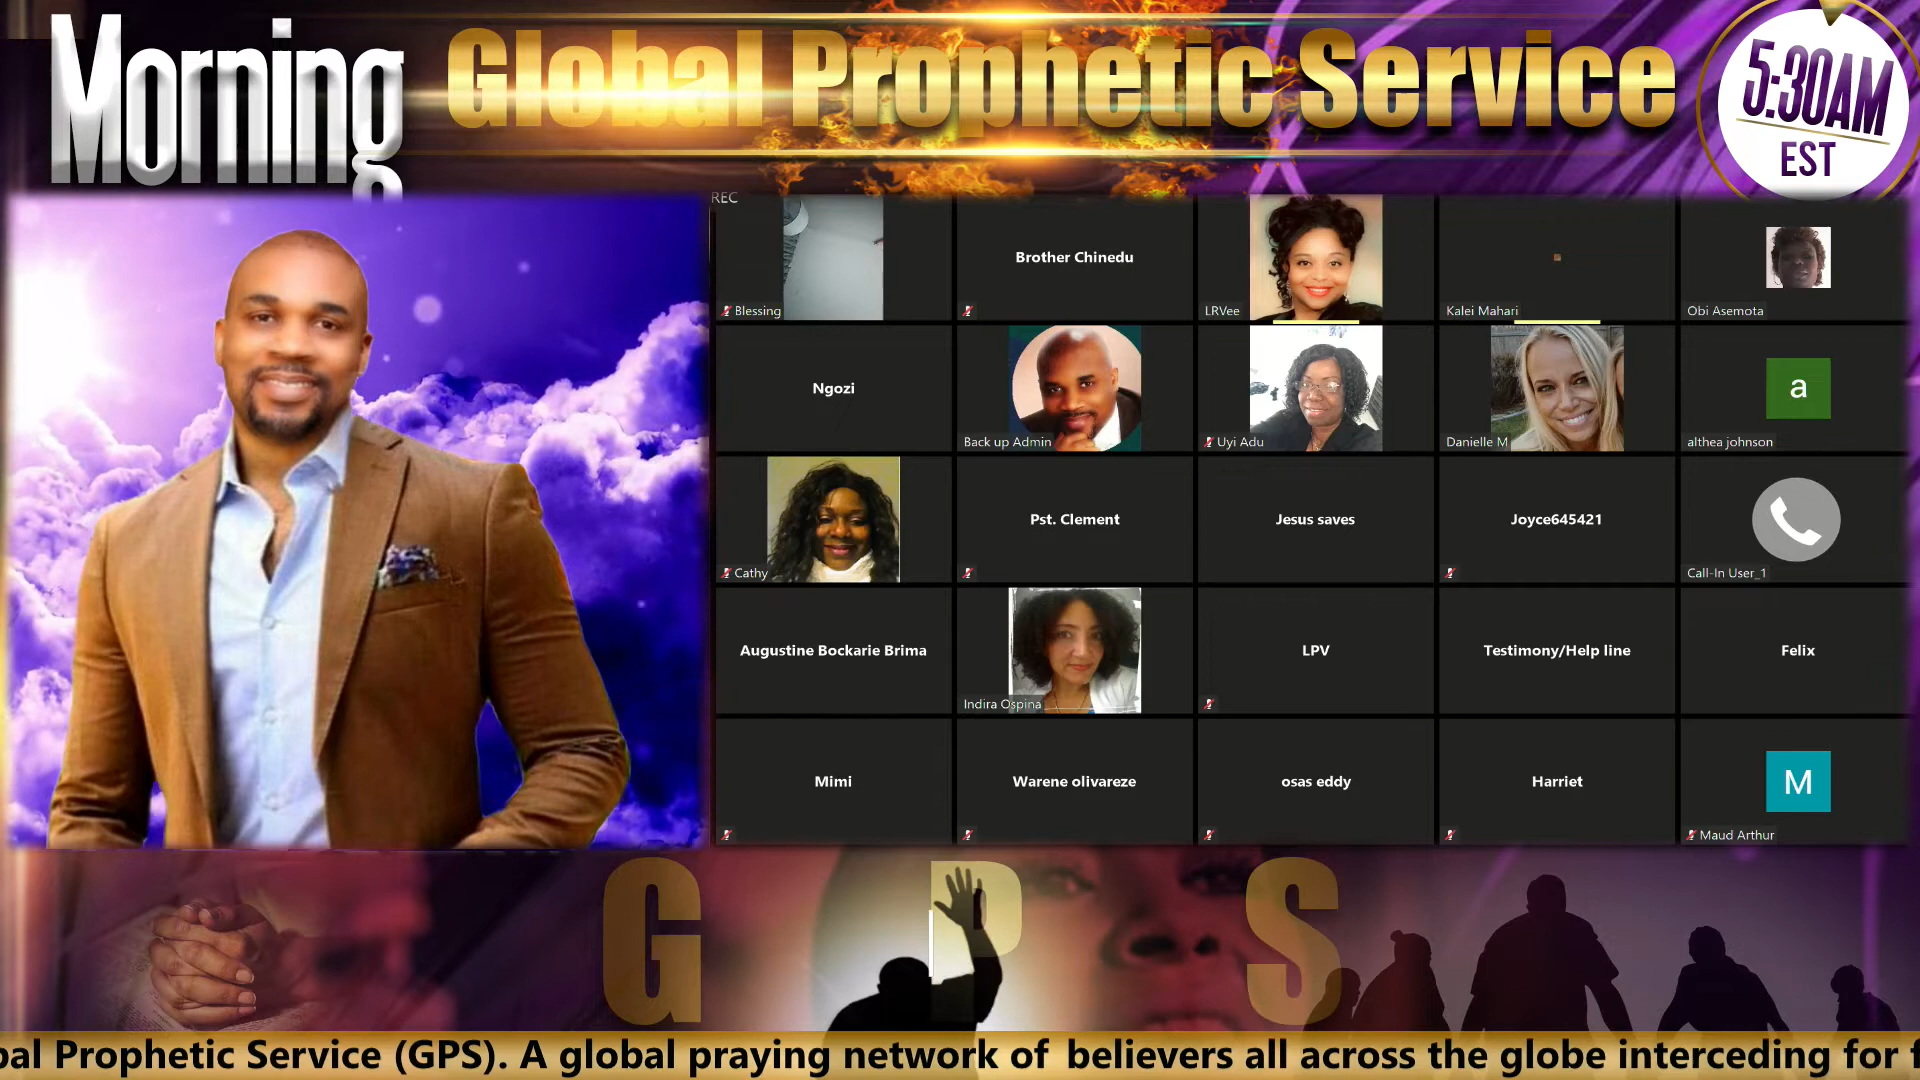 Morning
Global Prophetic Service
5:30AM
EST
REC
Blessing
Brother Chinedu
LRVee
Kalei Mahari
Obi Asemota
Ngozi
Back up Admin
Uyi Adu
Danielle M
a
althea johnson
Cathy
Pst. Clement
Jesus saves
Joyce645421
Call-In User_1
Augustine Bockarie Brima
Indira Ospina
LPV
Testimony/Help line
Felix
Mimi
Warene olivareze
osas eddy
Harriet
M
Maud Arthur
G P S
bal Prophetic Service (GPS). A global praying network of believers all across the globe interceding for f